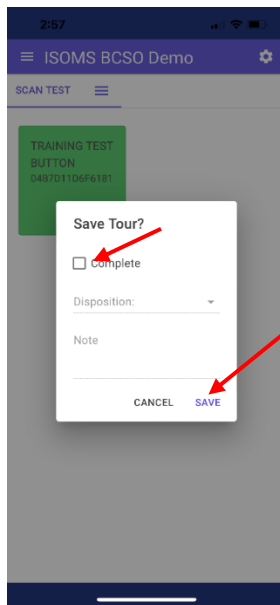 2:57
ISOMS BCSO Demo
SCAN TEST
TRAINING TEST
BUTTON
0487D11D6F6181
Save Tour?
Complete
Disposition:
Note
CANCEL SAVE